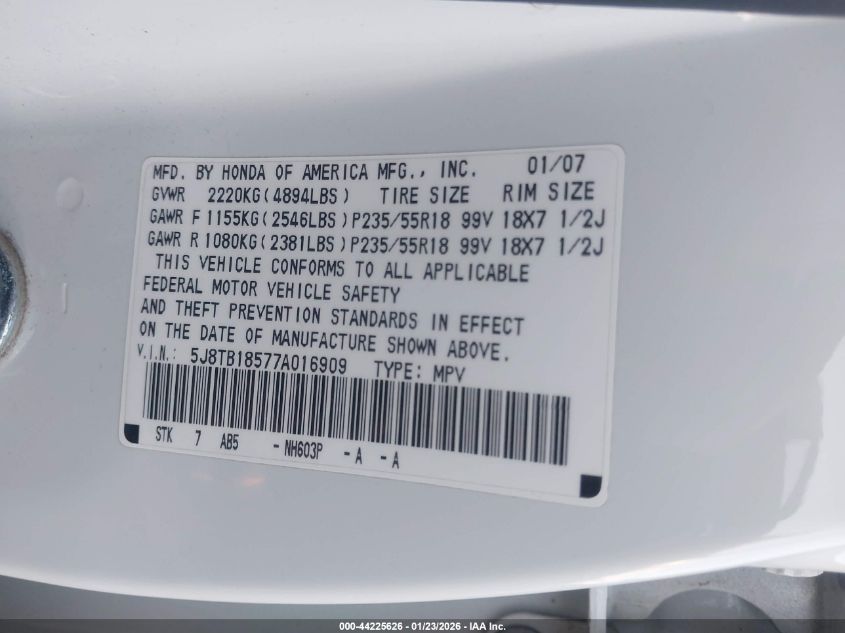 MFD. BY HONDA OF AMERICA MFG., INC. 01/07
GVWR 2220KG(4894LBS) TIRE SIZE RIM SIZE
GAWR F 1155KG(2546LBS)P235/55R18 99V 18X7 1/2J
GAWR R 1080KG(2381LBS)P235/55R18 99V 18X7 1/2J
THIS VEHICLE CONFORMS TO ALL APPLICABLE
FEDERAL MOTOR VEHICLE SAFETY
AND THEFT PREVENTION STANDARDS IN EFFECT
ON THE DATE OF MANUFACTURE SHOWN ABOVE.
V.I.N.: 5J8TB18577A016909 TYPE: MPV
STK 7 AB5 -NH603P -A -A
000-44225626 - 01/23/2026 - IAA Inc.